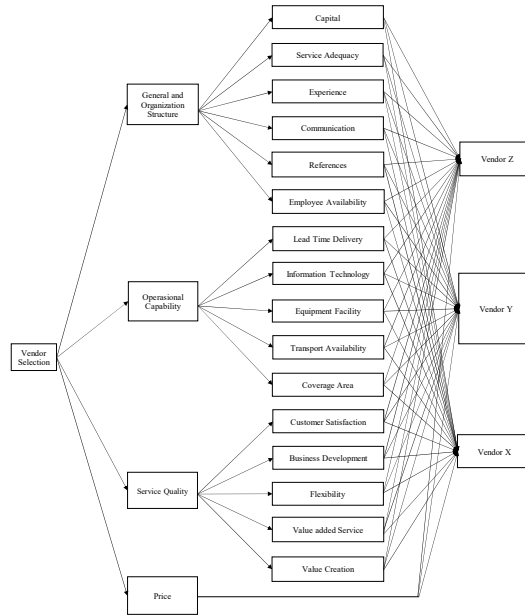 Capital
Service Adequacy
General and
Organization
Structure
Experience
Communication
References
Employee Availability
Vendor Z
Lead Time Delivery
Information Technology
Operasional
Capability
Equipment Facility
Transport Availability
Coverage Area
Vendor Y
Vendor
Selection
Customer Satisfaction
Business Development
Service Quality
Flexibility
Value added Service
Value Creation
Vendor X
Price